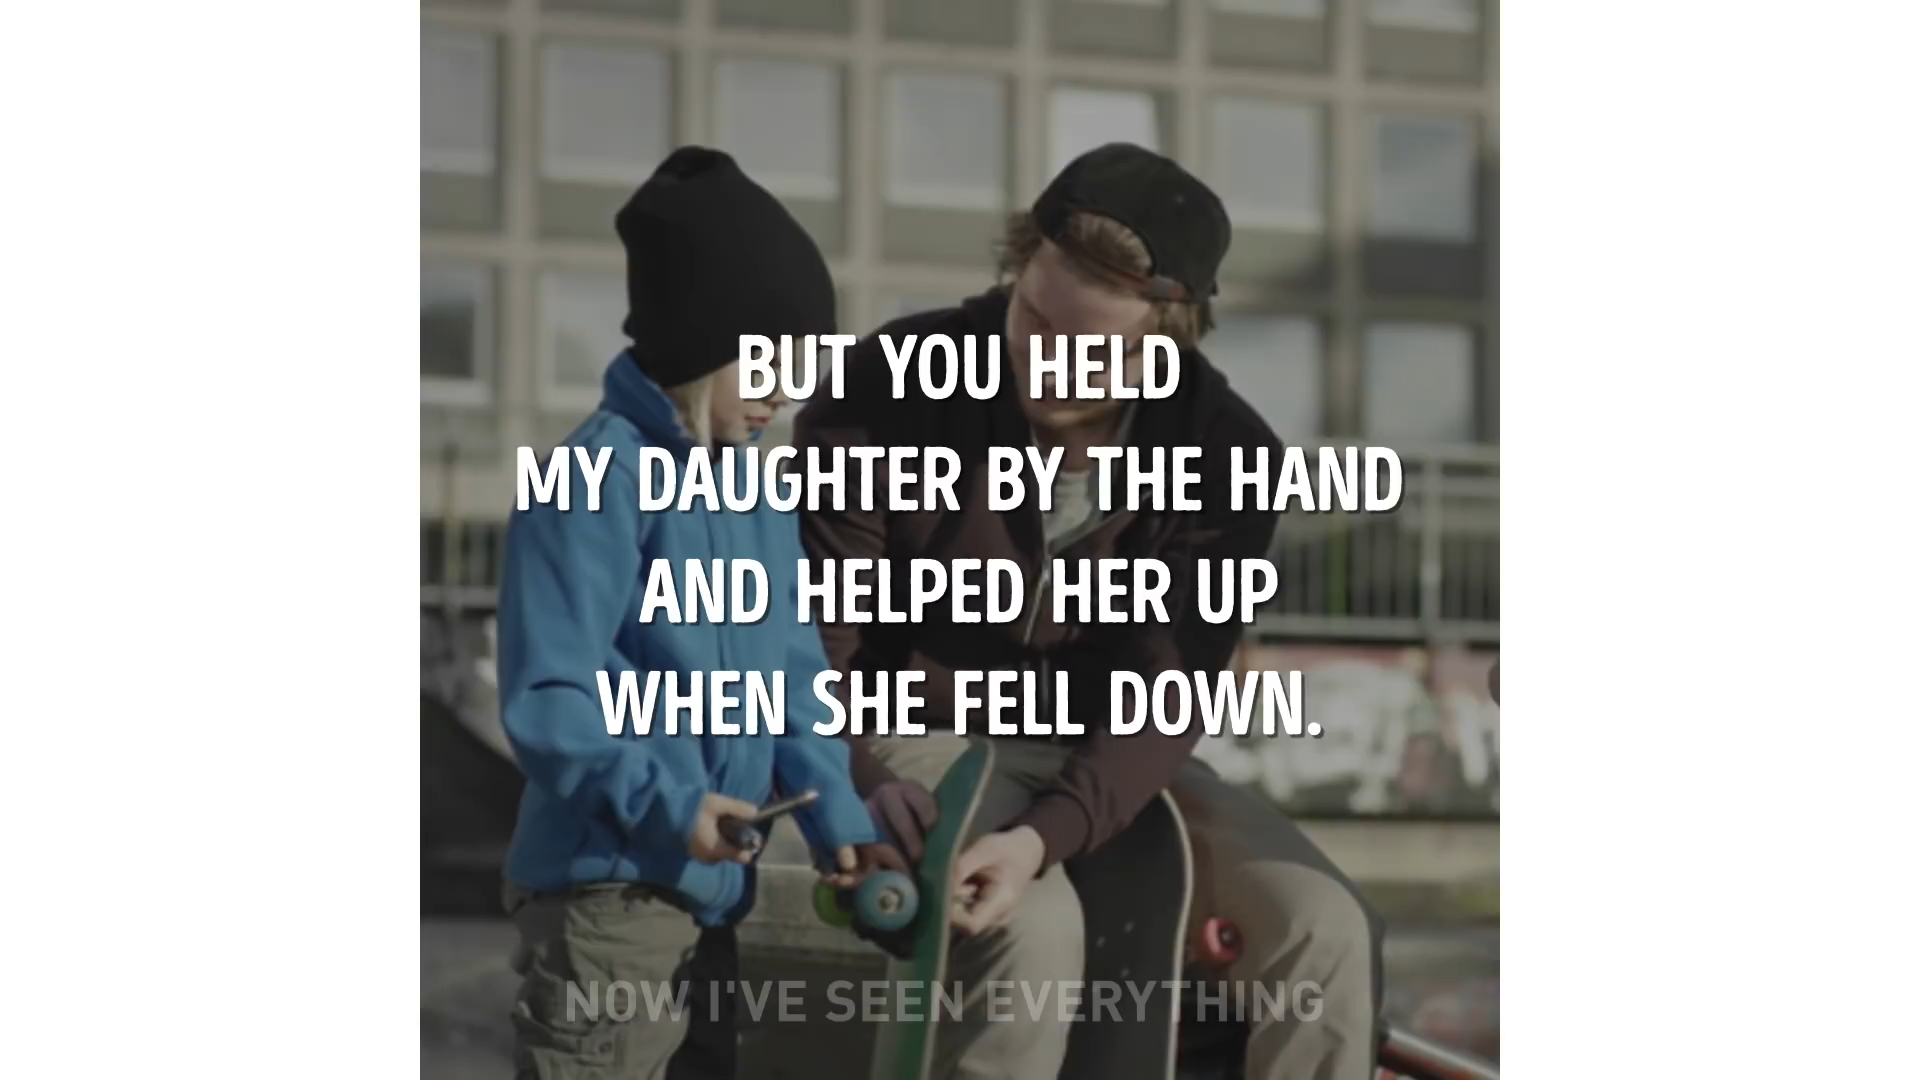 BUT YOU HELD
MY DAUGHTER BY THE HAND
AND HELPED HER UP
WHEN SHE FELL DOWN.
NOW I'VE SEEN EVERYTHING